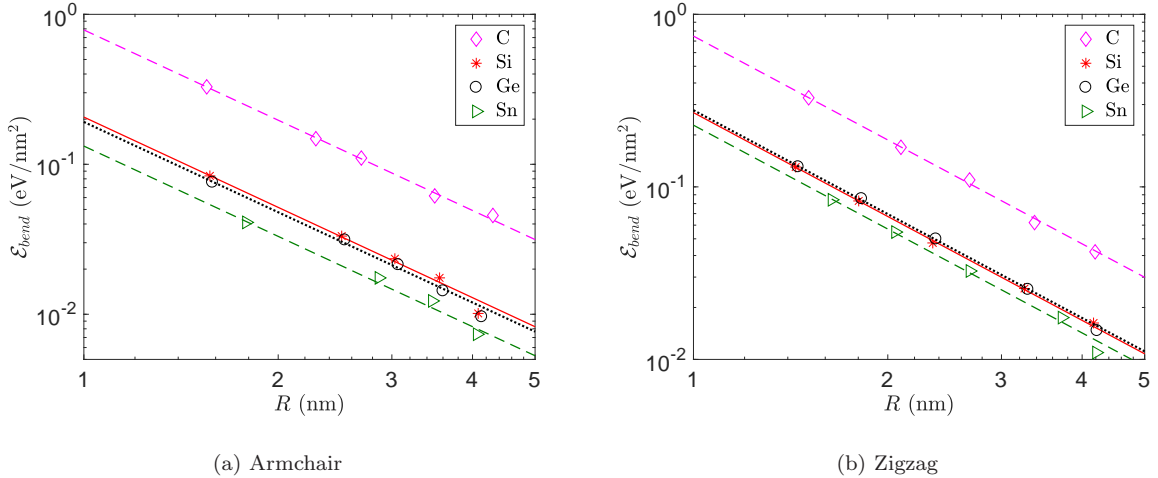 10^0
10^-1
10^-2
ℰ_bend (eV/nm^2)
1 2 3 4 5
R (nm)
C
Si
Ge
Sn
(a) Armchair
10^0
10^-1
10^-2
ℰ_bend (eV/nm^2)
1 2 3 4 5
R (nm)
C
Si
Ge
Sn
(b) Zigzag